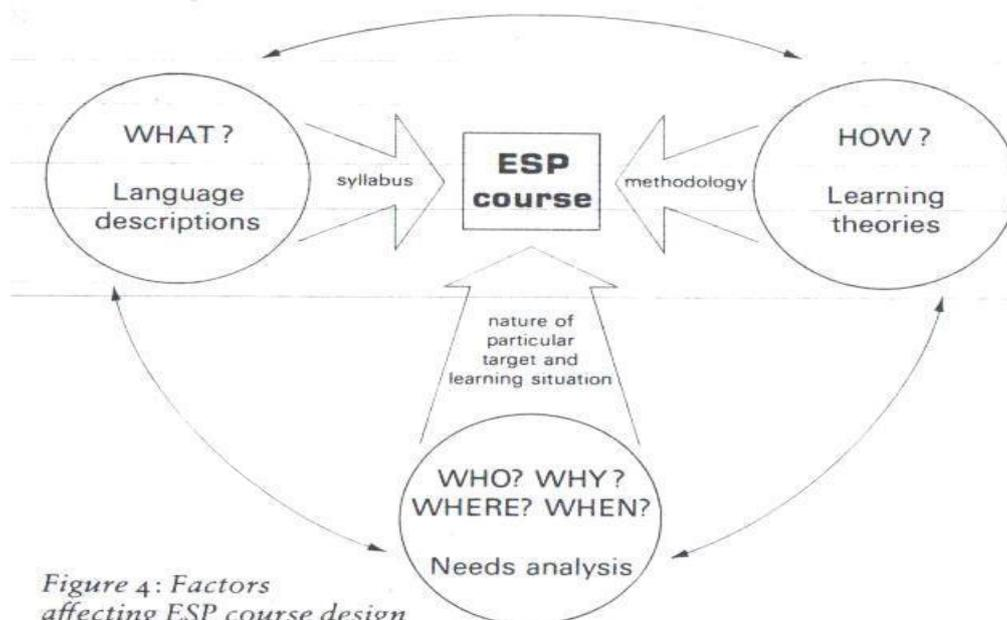 WHAT?
Language
descriptions
syllabus
ESP
course
methodology
HOW?
Learning
theories
nature of
particular
target and
learning situation
WHO? WHY?
WHERE? WHEN?
Needs analysis
Figure 4: Factors
affecting ESP course design